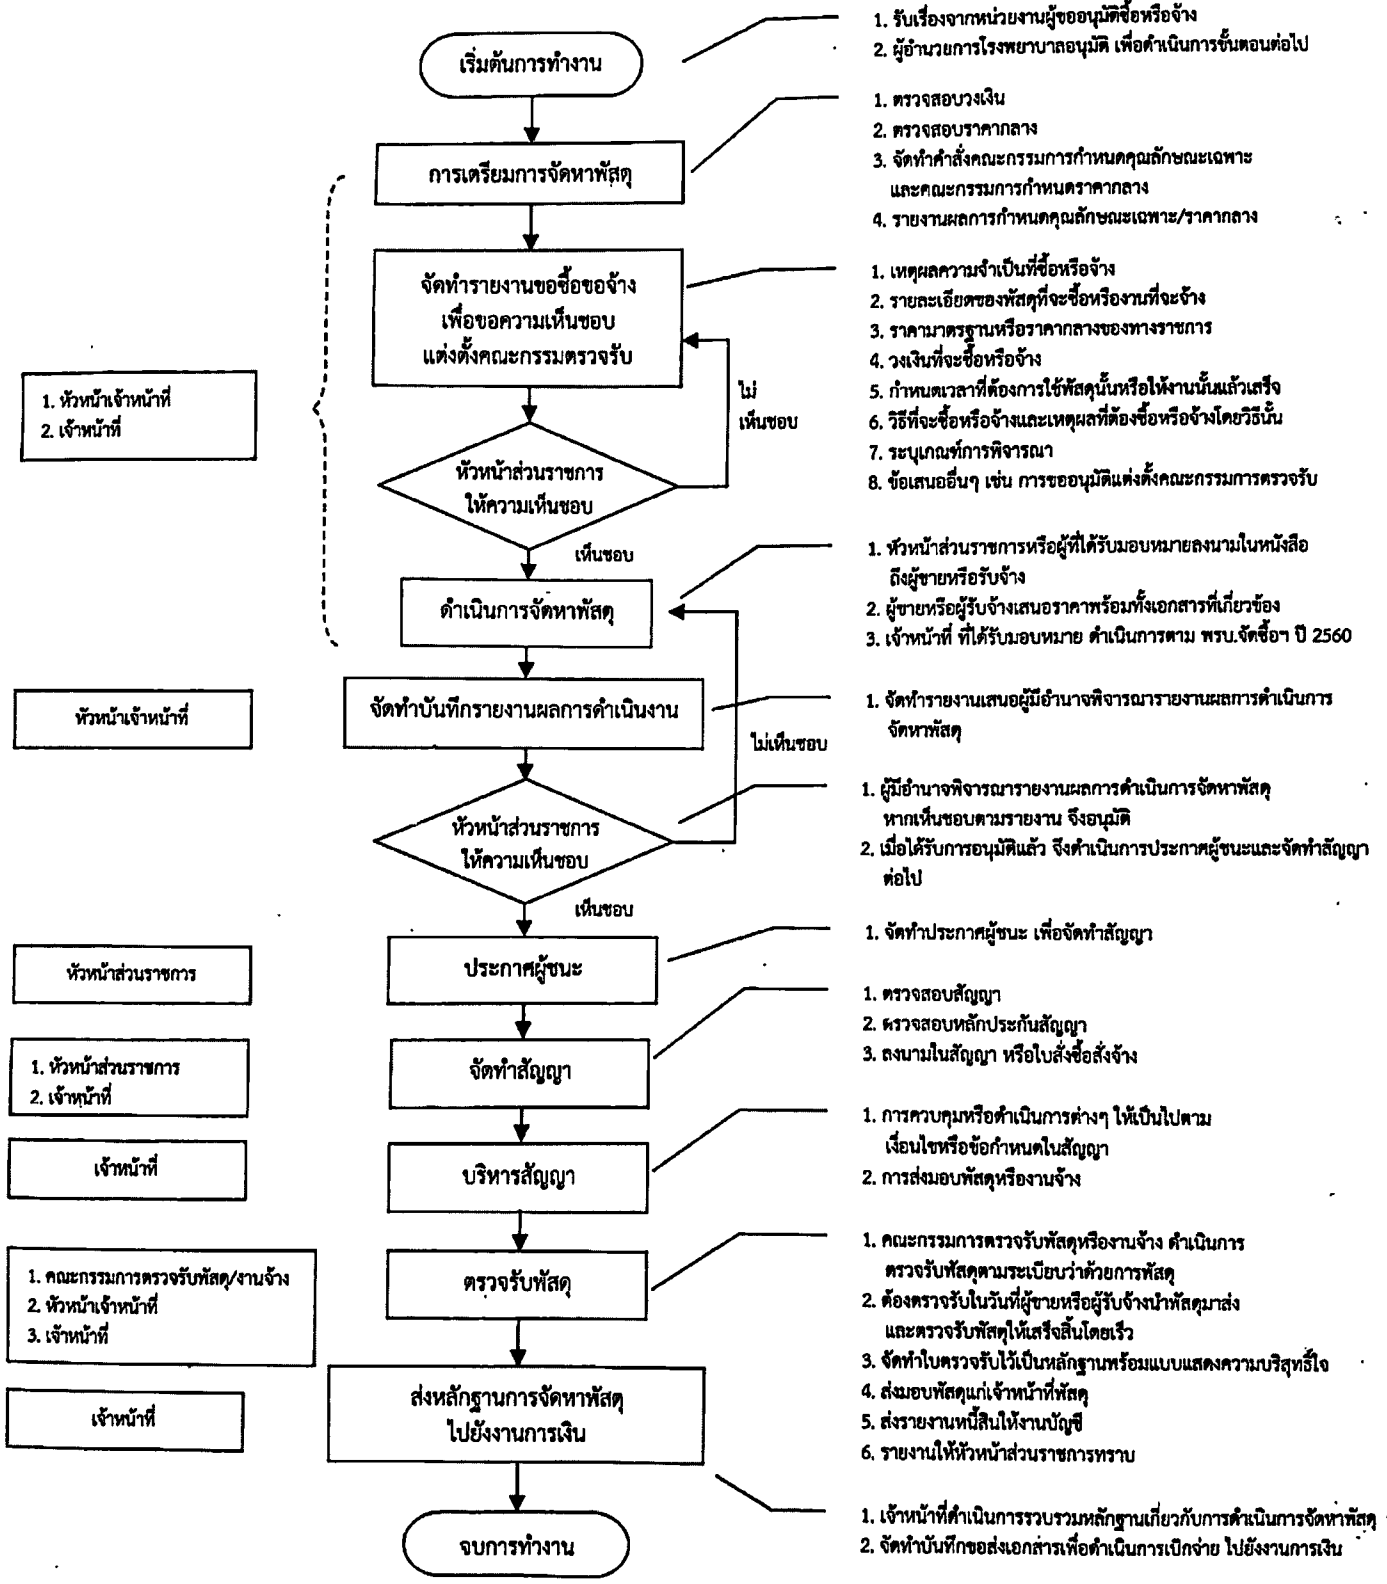 1. รับเรื่องจากหน่วยงานผู้ขออนุมัติซื้อหรือจ้าง
2. ผู้อำนวยการโรงพยาบาลอนุมัติ เพื่อดำเนินการขั้นตอนต่อไป
เริ่มต้นการทำงาน
1. ตรวจสอบวงเงิน
2. ตรวจสอบราคากลาง
3. จัดทำคำสั่งคณะกรรมการกำหนดคุณลักษณะเฉพาะ
และคณะกรรมการกำหนดราคากลาง
4. รายงานผลการกำหนดคุณลักษณะเฉพาะ/ราคากลาง
การเตรียมการจัดหาพัสดุ
จัดทำรายงานขอซื้อขอจ้าง
เพื่อขอความเห็นชอบ
แต่งตั้งคณะกรรมตรวจรับ
1. เหตุผลความจำเป็นที่ซื้อหรือจ้าง
2. รายละเอียดของพัสดุที่จะซื้อหรืองานที่จะจ้าง
3. ราคามาตรฐานหรือราคากลางของทางราชการ
4. วงเงินที่จะซื้อหรือจ้าง
5. กำหนดเวลาที่ต้องการใช้พัสดุนั้นหรือให้งานนั้นแล้วเสร็จ
6. วิธีที่จะซื้อหรือจ้างและเหตุผลที่ต้องซื้อหรือจ้างโดยวิธีนั้น
7. ระบุเกณฑ์การพิจารณา
8. ข้อเสนออื่นๆ เช่น การขออนุมัติแต่งตั้งคณะกรรมการตรวจรับ
1. หัวหน้าเจ้าหน้าที่
2. เจ้าหน้าที่
ไม่
เห็นชอบ
หัวหน้าส่วนราชการ
ให้ความเห็นชอบ
เห็นชอบ
1. หัวหน้าส่วนราชการหรือผู้ที่ได้รับมอบหมายลงนามในหนังสือ
ถึงผู้ขายหรือรับจ้าง
2. ผู้ขายหรือผู้รับจ้างเสนอราคาพร้อมทั้งเอกสารที่เกี่ยวข้อง
3. เจ้าหน้าที่ ที่ได้รับมอบหมาย ดำเนินการตาม พรบ.จัดซื้อฯ ปี 2560
ดำเนินการจัดหาพัสดุ
หัวหน้าเจ้าหน้าที่
จัดทำบันทึกรายงานผลการดำเนินงาน
1. จัดทำรายงานเสนอผู้มีอำนาจพิจารณารายงานผลการดำเนินการ
จัดหาพัสดุ
ไม่เห็นชอบ
หัวหน้าส่วนราชการ
ให้ความเห็นชอบ
1. ผู้มีอำนาจพิจารณารายงานผลการดำเนินการจัดหาพัสดุ
หากเห็นชอบตามรายงาน จึงอนุมัติ
2. เมื่อได้รับการอนุมัติแล้ว จึงดำเนินการประกาศผู้ชนะและจัดทำสัญญา
ต่อไป
เห็นชอบ
หัวหน้าส่วนราชการ
ประกาศผู้ชนะ
1. จัดทำประกาศผู้ชนะ เพื่อจัดทำสัญญา
1. หัวหน้าส่วนราชการ
2. เจ้าหน้าที่
จัดทำสัญญา
1. ตรวจสอบสัญญา
2. ตรวจสอบหลักประกันสัญญา
3. ลงนามในสัญญา หรือใบสั่งซื้อสั่งจ้าง
เจ้าหน้าที่
บริหารสัญญา
1. การควบคุมหรือดำเนินการต่างๆ ให้เป็นไปตาม
เงื่อนไขหรือข้อกำหนดในสัญญา
2. การส่งมอบพัสดุหรืองานจ้าง
1. คณะกรรมการตรวจรับพัสดุ/งานจ้าง
2. หัวหน้าเจ้าหน้าที่
3. เจ้าหน้าที่
ตรวจรับพัสดุ
1. คณะกรรมการตรวจรับพัสดุหรืองานจ้าง ดำเนินการ
ตรวจรับพัสดุตามระเบียบว่าด้วยการพัสดุ
2. ต้องตรวจรับในวันที่ผู้ขายหรือผู้รับจ้างนำพัสดุมาส่ง
และตรวจรับพัสดุให้เสร็จสิ้นโดยเร็ว
3. จัดทำใบตรวจรับไว้เป็นหลักฐานพร้อมแบบแสดงความบริสุทธิ์ใจ
4. ส่งมอบพัสดุแก่เจ้าหน้าที่พัสดุ
5. ส่งรายงานหนี้สินให้งานบัญชี
6. รายงานให้หัวหน้าส่วนราชการทราบ
เจ้าหน้าที่
ส่งหลักฐานการจัดหาพัสดุ
ไปยังงานการเงิน
1. เจ้าหน้าที่ดำเนินการรวบรวมหลักฐานเกี่ยวกับการดำเนินการจัดหาพัสดุ
2. จัดทำบันทึกขอส่งเอกสารเพื่อดำเนินการเบิกจ่าย ไปยังงานการเงิน
จบการทำงาน